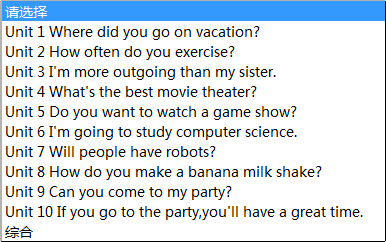 请选择
Unit 1 Where did you go on vacation?
Unit 2 How often do you exercise?
Unit 3 I'm more outgoing than my sister.
Unit 4 What's the best movie theater?
Unit 5 Do you want to watch a game show?
Unit 6 I'm going to study computer science.
Unit 7 Will people have robots?
Unit 8 How do you make a banana milk shake?
Unit 9 Can you come to my party?
Unit 10 If you go to the party,you'll have a great time.
综合